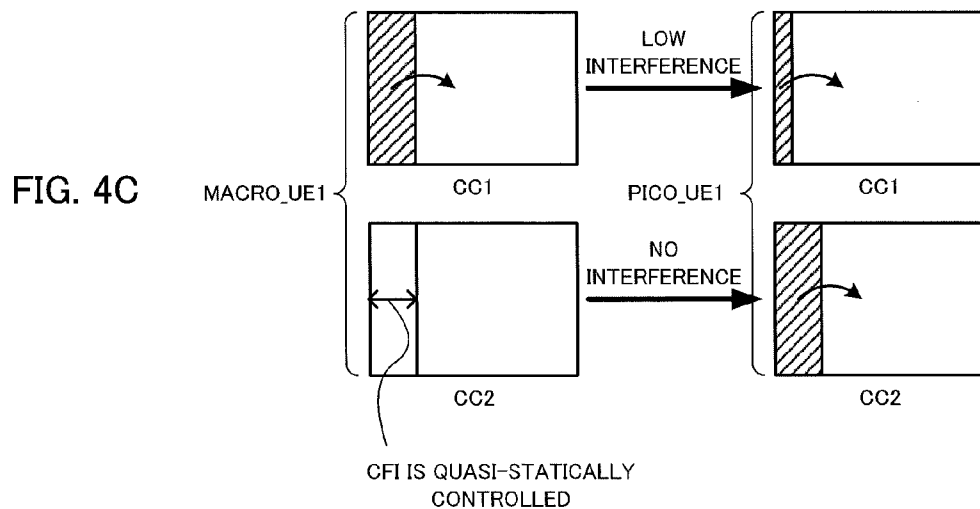 LOW
INTERFERENCE
CC1
CC1
FIG. 4C
MACRO_UE1
PICO_UE1
NO
INTERFERENCE
CC2
CC2
CFI IS QUASI-STATICALLY
CONTROLLED